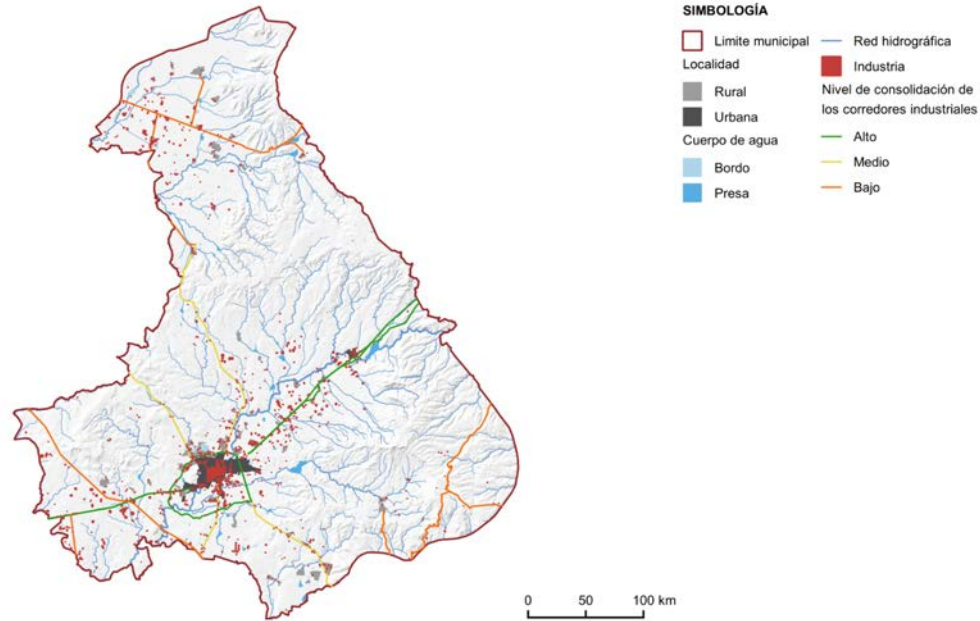 SIMBOLOGÍA
Limite municipal
Localidad
Rural
Urbana
Cuerpo de agua
Bordo
Presa
Red hidrográfica
Industria
Nivel de consolidación de
los corredores industriales
Alto
Medio
Bajo
0 50 100 km